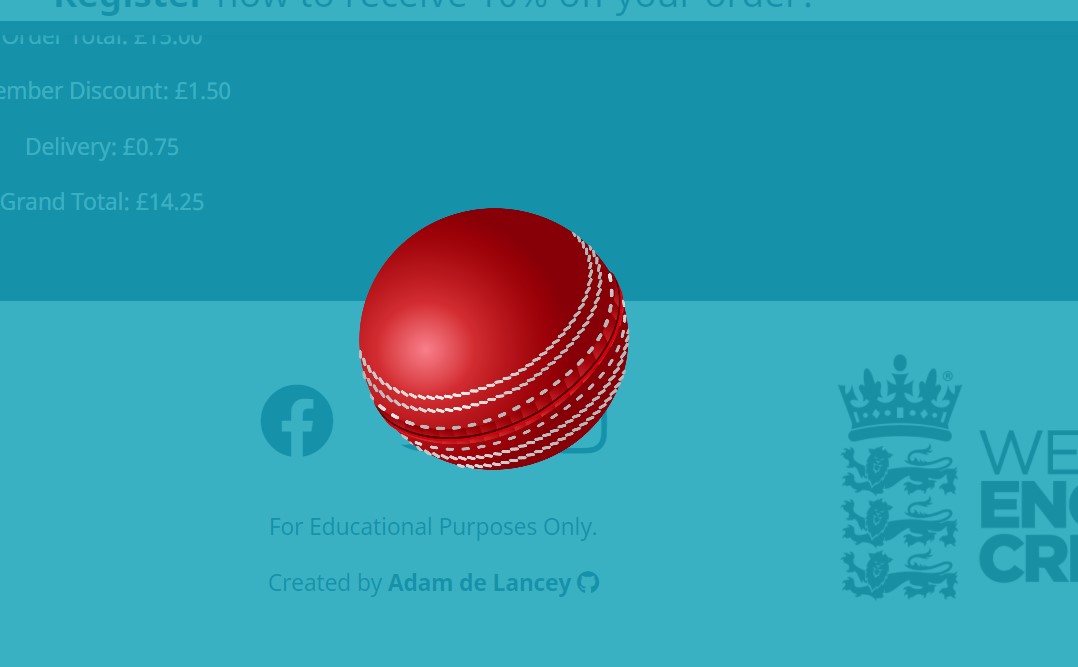 Register now to receive 10% off your order!
Order Total: £15.00
ember Discount: £1.50
Delivery: £0.75
Grand Total: £14.25
For Educational Purposes Only.
Created by Adam de Lancey
®
WE
ENG
CRI